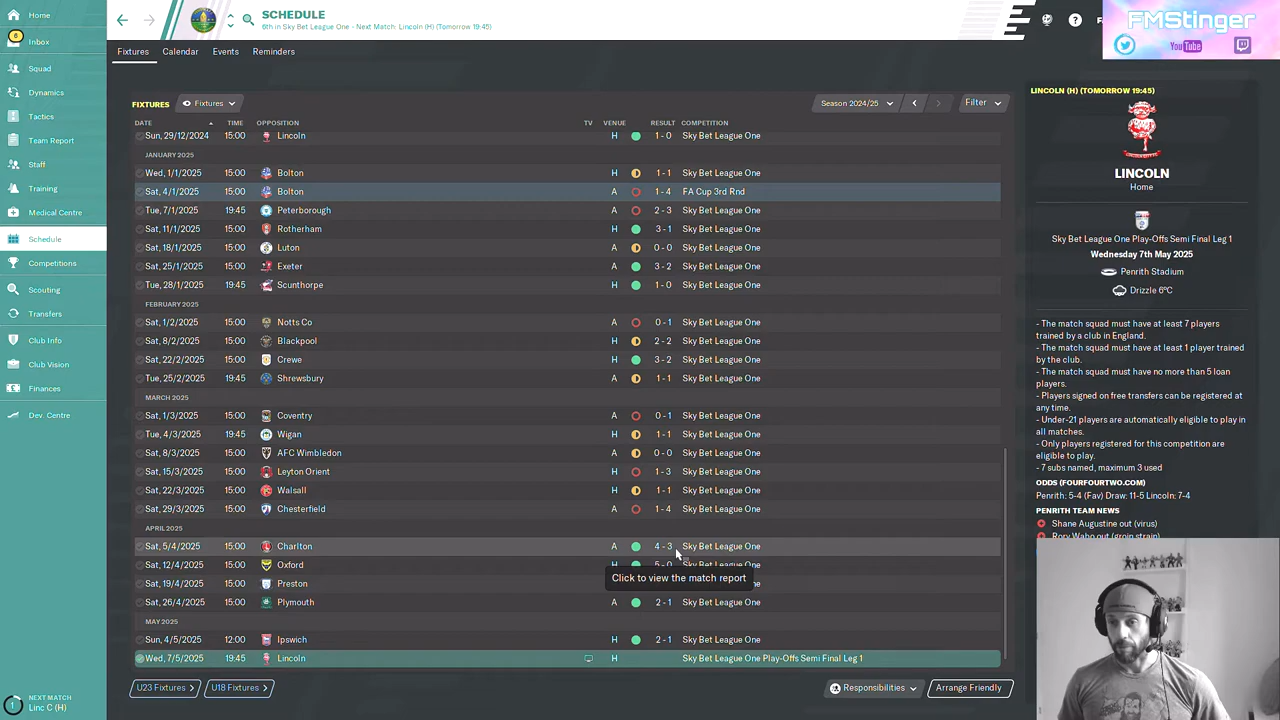 Home
Inbox
6
Squad
Dynamics
Tactics
Team Report
Staff
Training
Medical Centre
Schedule
Competitions
Scouting
Transfers
Club Info
Club Vision
Finances
Dev. Centre
NEXT MATCH
Linc C (H)
1
SCHEDULE
6th in Sky Bet League One - Next Match: Lincoln (H) (Tomorrow 19:45)
FMStinger
YouTube
Fixtures Calendar Events Reminders
FIXTURES Fixtures Season 2024/25 Filter
DATE TIME OPPOSITION TV VENUE RESULT COMPETITION
Sun, 29/12/2024 15:00 Lincoln H 1 - 0 Sky Bet League One
JANUARY 2025
Wed, 1/1/2025 15:00 Bolton H 1 - 1 Sky Bet League One
Sat, 4/1/2025 15:00 Bolton A 1 - 4 FA Cup 3rd Rnd
Tue, 7/1/2025 19:45 Peterborough A 2 - 3 Sky Bet League One
Sat, 11/1/2025 15:00 Rotherham H 3 - 1 Sky Bet League One
Sat, 18/1/2025 15:00 Luton A 0 - 0 Sky Bet League One
Sat, 25/1/2025 15:00 Exeter A 3 - 2 Sky Bet League One
Tue, 28/1/2025 19:45 Scunthorpe H 1 - 0 Sky Bet League One
FEBRUARY 2025
Sat, 1/2/2025 15:00 Notts Co A 0 - 1 Sky Bet League One
Sat, 8/2/2025 15:00 Blackpool H 2 - 2 Sky Bet League One
Sat, 22/2/2025 15:00 Crewe H 3 - 2 Sky Bet League One
Tue, 25/2/2025 19:45 Shrewsbury A 1 - 1 Sky Bet League One
MARCH 2025
Sat, 1/3/2025 15:00 Coventry A 0 - 1 Sky Bet League One
Tue, 4/3/2025 19:45 Wigan H 1 - 1 Sky Bet League One
Sat, 8/3/2025 15:00 AFC Wimbledon A 0 - 0 Sky Bet League One
Sat, 15/3/2025 15:00 Leyton Orient H 1 - 3 Sky Bet League One
Sat, 22/3/2025 15:00 Walsall H 1 - 1 Sky Bet League One
Sat, 29/3/2025 15:00 Chesterfield A 1 - 4 Sky Bet League One
APRIL 2025
Sat, 5/4/2025 15:00 Charlton A 4 - 3 Sky Bet League One
Sat, 12/4/2025 15:00 Oxford H 5 - 0 Sky Bet League One
Sat, 19/4/2025 15:00 Preston Sky Bet League One
Click to view the match report
Sat, 26/4/2025 15:00 Plymouth A 2 - 1 Sky Bet League One
MAY 2025
Sun, 4/5/2025 12:00 Ipswich H 2 - 1 Sky Bet League One
Wed, 7/5/2025 19:45 Lincoln H Sky Bet League One Play-Offs Semi Final Leg 1
U23 Fixtures U18 Fixtures Responsibilities Arrange Friendly
LINCOLN (H) (TOMORROW 19:45)
LINCOLN
Home
Sky Bet League One Play-Offs Semi Final Leg 1
Wednesday 7th May 2025
Penrith Stadium
Drizzle 6°C
- The match squad must have at least 7 players
trained by a club in England.
- The match squad must have at least 1 player trained
by the club.
- The match squad must have no more than 5 loan
players.
- Players signed on free transfers can be registered at
any time.
- Under-21 players are automatically eligible to play in
all matches.
- Only players registered for this competition are
eligible to play.
- 7 subs named, maximum 3 used
ODDS (FOURFOURTWO.COM)
Penrith: 5-4 (Fav) Draw: 11-5 Lincoln: 7-4
PENRITH TEAM NEWS
Shane Augustine out (virus)
Rory Wabo out (groin strain)